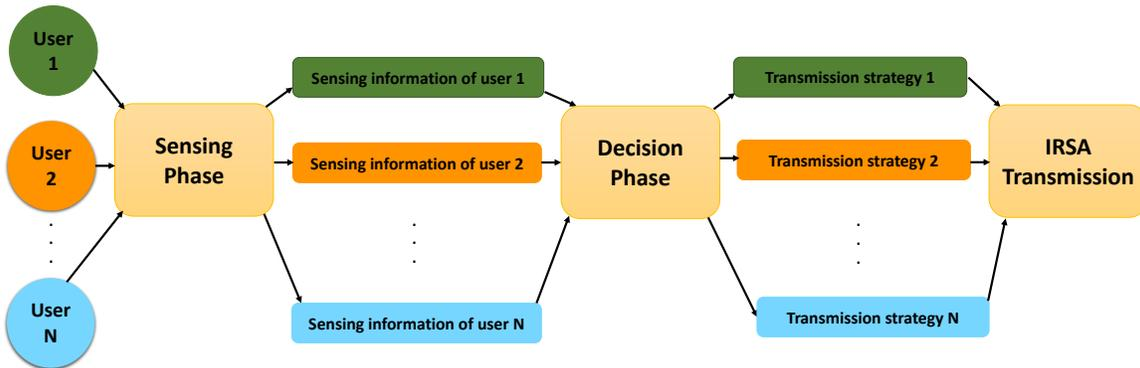 User
1
User
2
.
.
.
User
N
Sensing
Phase
Sensing information of user 1
Sensing information of user 2
.
.
.
Sensing information of user N
Decision
Phase
Transmission strategy 1
Transmission strategy 2
.
.
.
Transmission strategy N
IRSA
Transmission